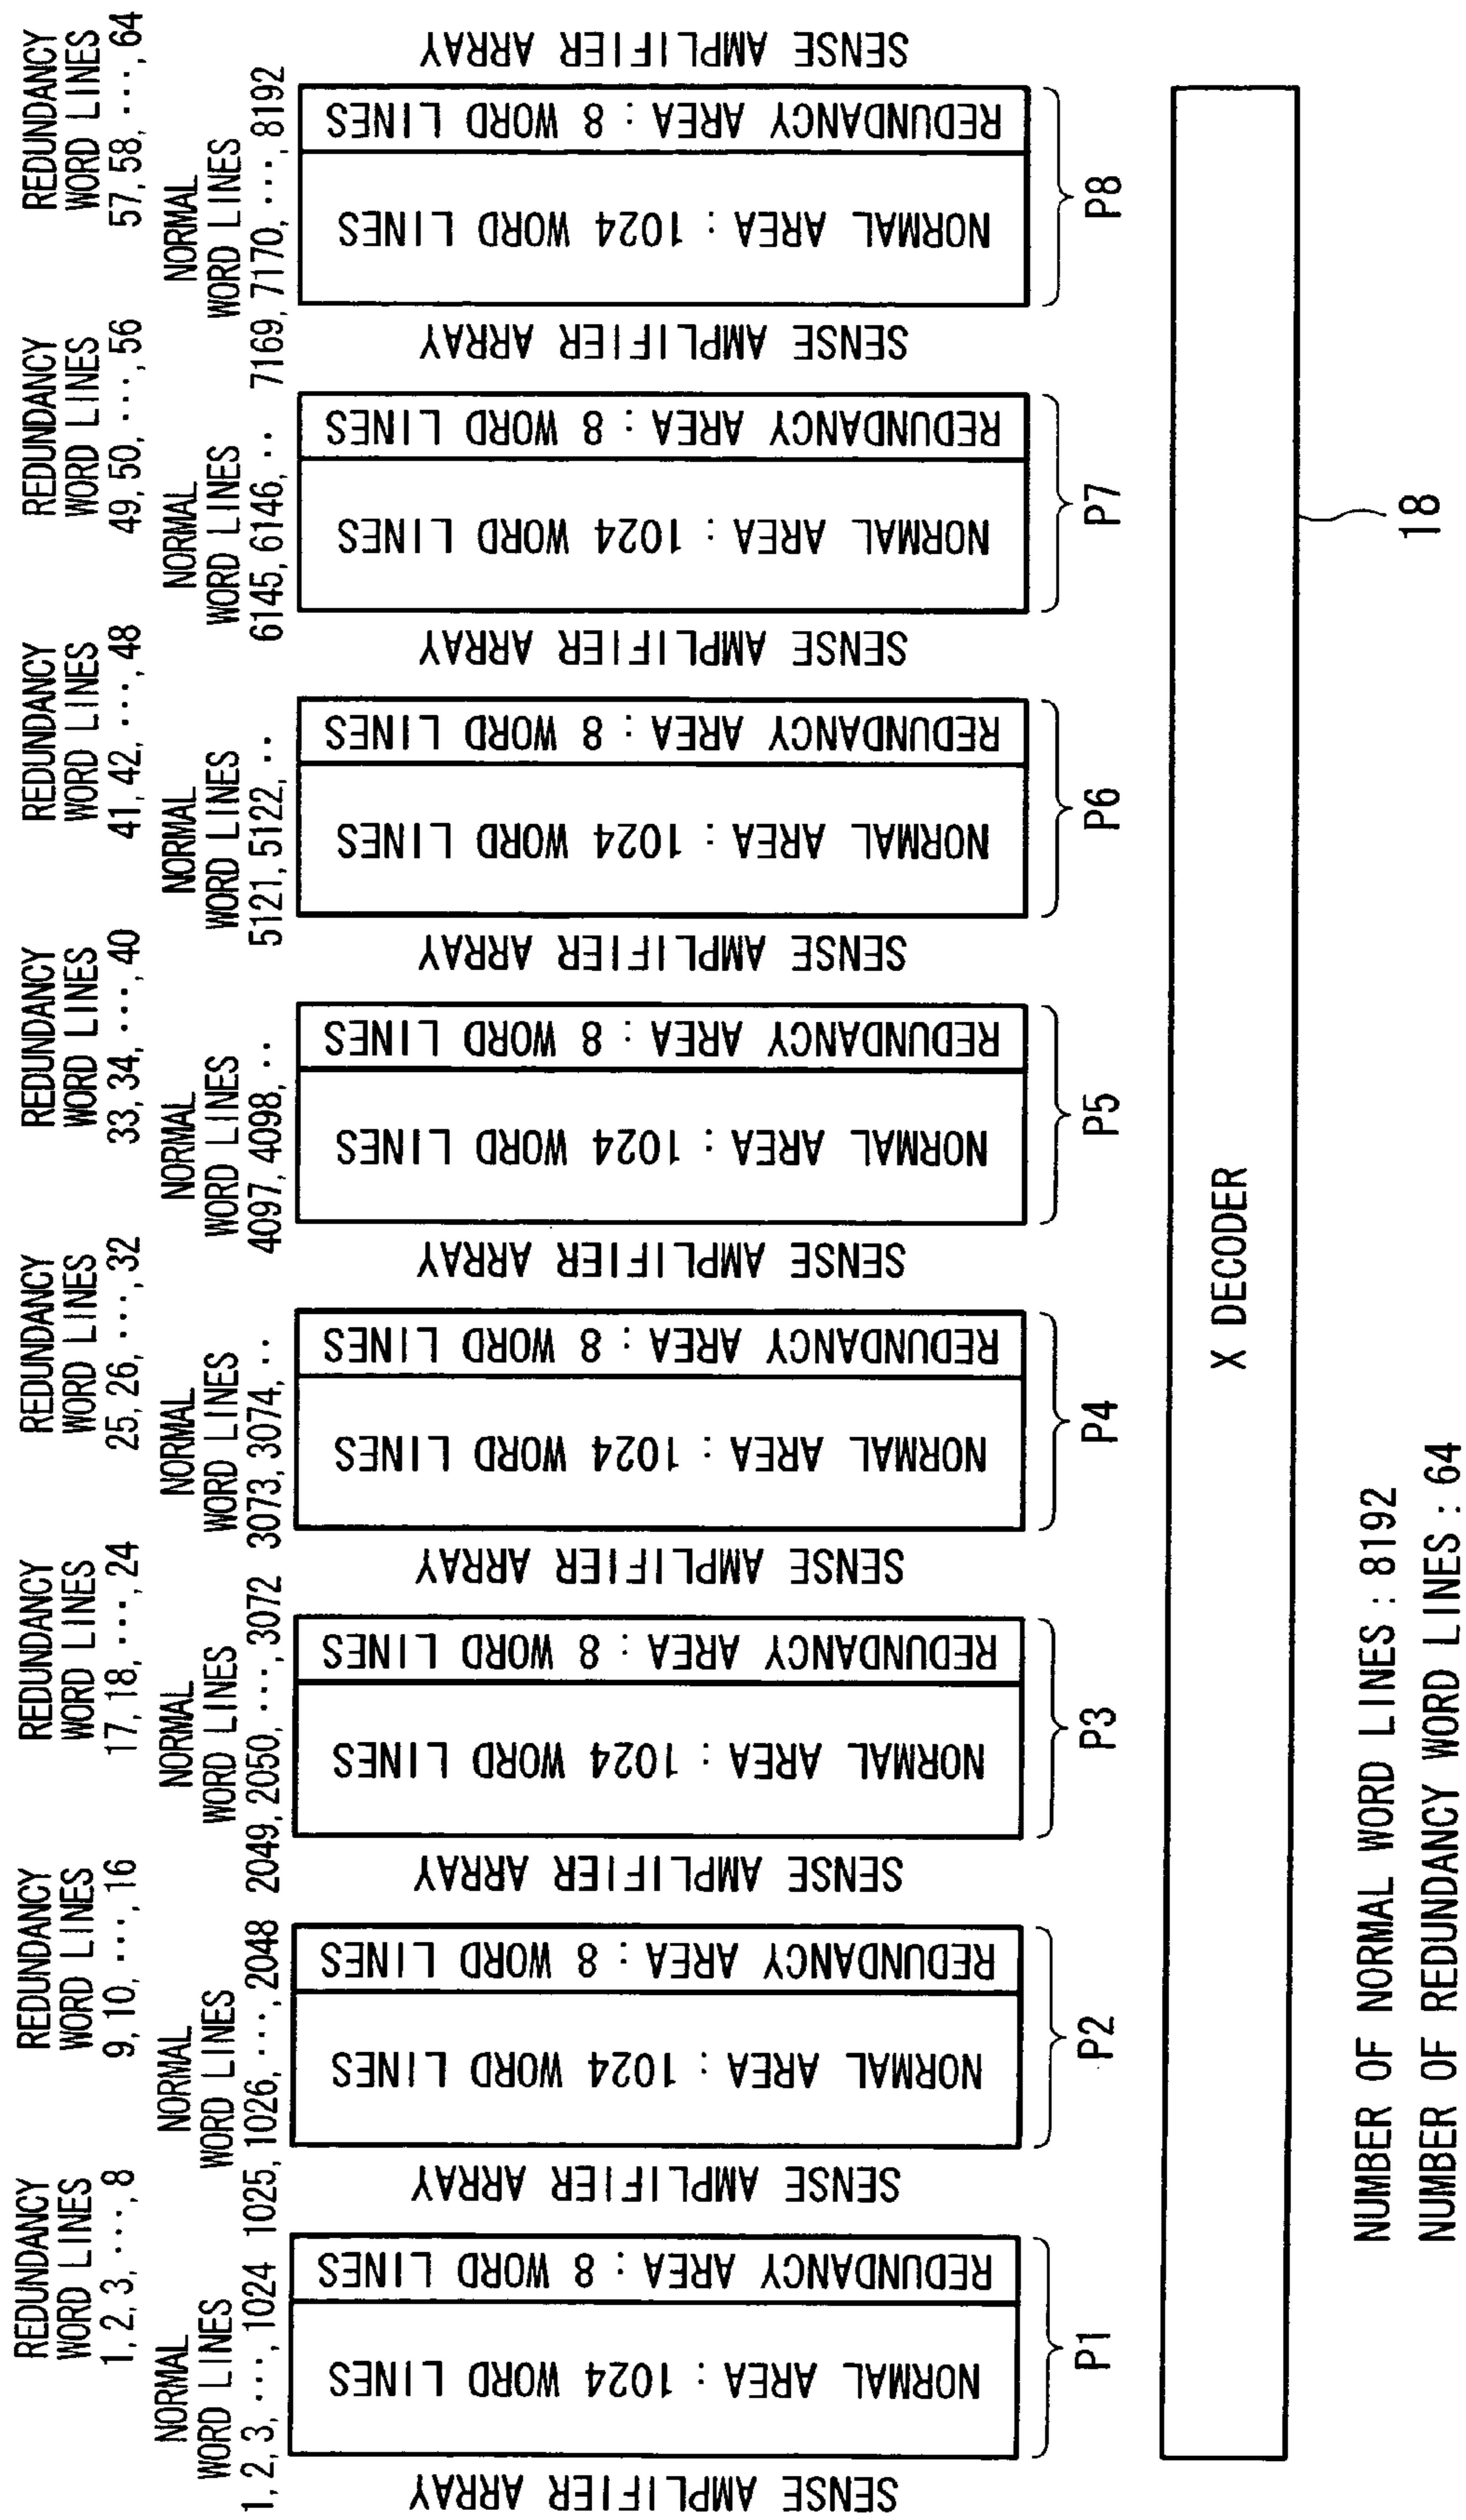 REDUNDANCY
WORD LINES
1, 2, 3, ···, 8
REDUNDANCY
WORD LINES
9, 10, ···, 16
REDUNDANCY
WORD LINES
17, 18, ···, 24
REDUNDANCY
WORD LINES
25, 26, ···, 32
REDUNDANCY
WORD LINES
33, 34, ···, 40
REDUNDANCY
WORD LINES
41, 42, ···, 48
REDUNDANCY
WORD LINES
49, 50, ···, 56
REDUNDANCY
WORD LINES
57, 58, ···, 64
NORMAL
WORD LINES
1, 2, 3, ···, 1024
NORMAL
WORD LINES
1025, 1026, ···, 2048
NORMAL
WORD LINES
2049, 2050, ···, 3072
NORMAL
WORD LINES
3073, 3074, ··
NORMAL
WORD LINES
4097, 4098, ··
NORMAL
WORD LINES
5121, 5122, ··
NORMAL
WORD LINES
6145, 6146, ··
NORMAL
WORD LINES
7169, 7170, ···, 8192
SENSE AMPLIFIER ARRAY
NORMAL AREA : 1024 WORD LINES
REDUNDANCY AREA : 8 WORD LINES
SENSE AMPLIFIER ARRAY
NORMAL AREA : 1024 WORD LINES
REDUNDANCY AREA : 8 WORD LINES
SENSE AMPLIFIER ARRAY
NORMAL AREA : 1024 WORD LINES
REDUNDANCY AREA : 8 WORD LINES
SENSE AMPLIFIER ARRAY
NORMAL AREA : 1024 WORD LINES
REDUNDANCY AREA : 8 WORD LINES
SENSE AMPLIFIER ARRAY
NORMAL AREA : 1024 WORD LINES
REDUNDANCY AREA : 8 WORD LINES
SENSE AMPLIFIER ARRAY
NORMAL AREA : 1024 WORD LINES
REDUNDANCY AREA : 8 WORD LINES
SENSE AMPLIFIER ARRAY
NORMAL AREA : 1024 WORD LINES
REDUNDANCY AREA : 8 WORD LINES
SENSE AMPLIFIER ARRAY
NORMAL AREA : 1024 WORD LINES
REDUNDANCY AREA : 8 WORD LINES
SENSE AMPLIFIER ARRAY
P1
P2
P3
P4
P5
P6
P7
P8
X DECODER
18
NUMBER OF NORMAL WORD LINES : 8192
NUMBER OF REDUNDANCY WORD LINES : 64